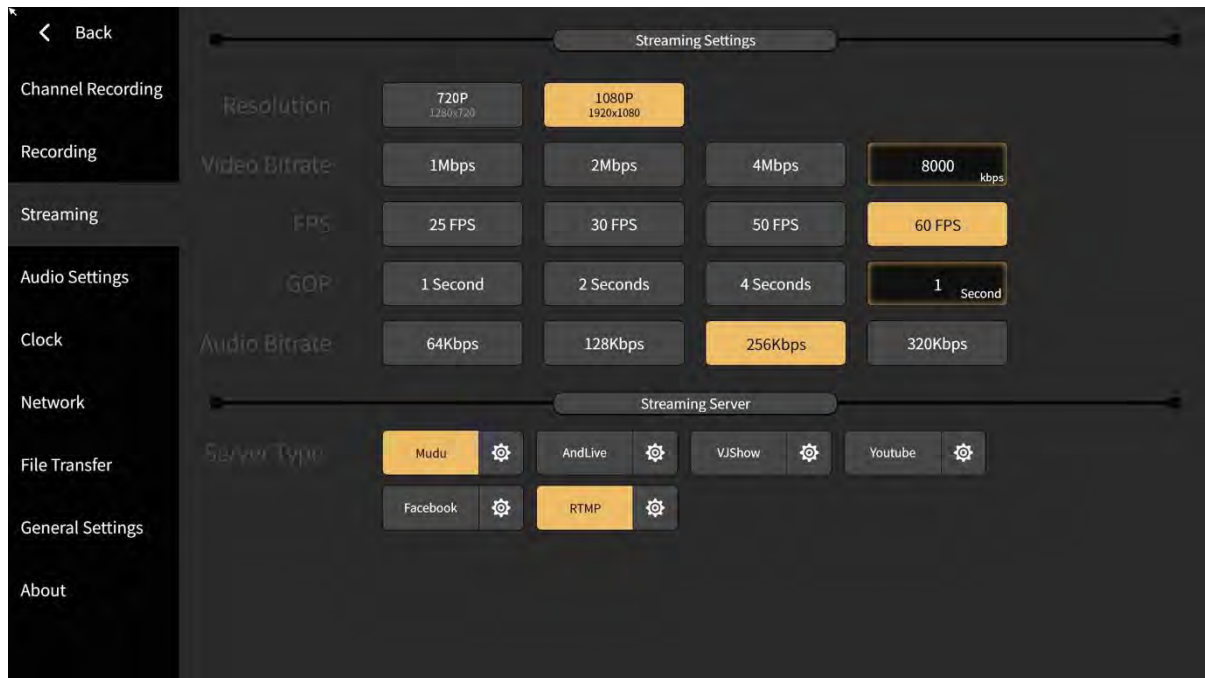 Back
Channel Recording
Recording
Streaming
Audio Settings
Clock
Network
File Transfer
General Settings
About
Streaming Settings
Resolution
720P
1280x720
1080P
1920x1080
Video Bitrate
1Mbps
2Mbps
4Mbps
8000 kbps
FPS
25 FPS
30 FPS
50 FPS
60 FPS
GOP
1 Second
2 Seconds
4 Seconds
1 Second
Audio Bitrate
64Kbps
128Kbps
256Kbps
320Kbps
Streaming Server
Server Type
Mudu
AndLive
VJShow
Youtube
Facebook
RTMP